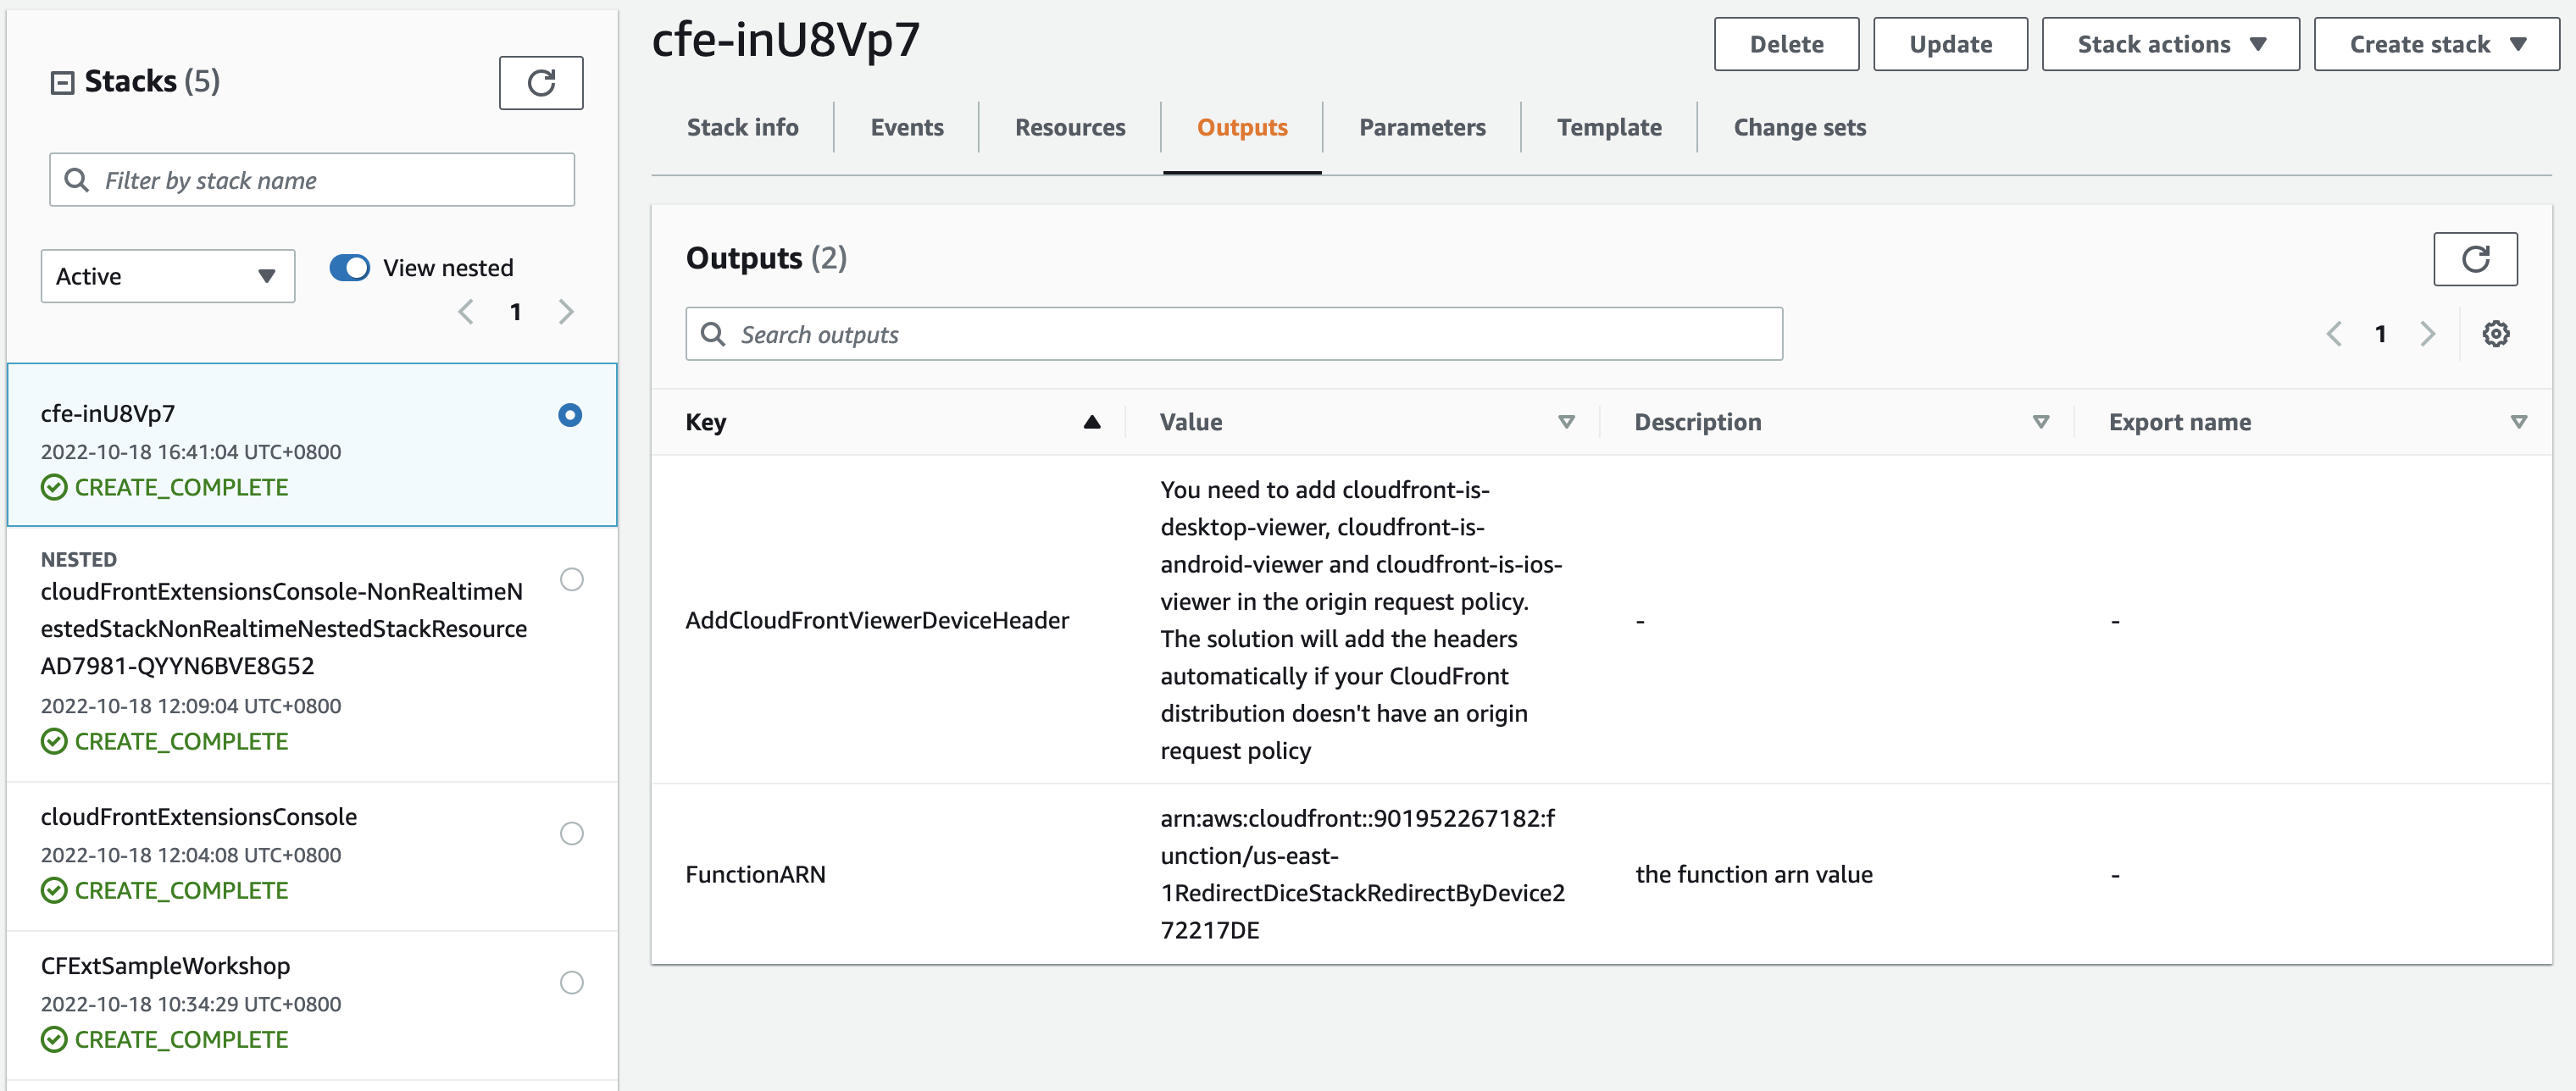 Stacks (5)
Filter by stack name
Active
View nested
1
cfe-inU8Vp7
2022-10-18 16:41:04 UTC+0800
CREATE_COMPLETE
NESTED
cloudFrontExtensionsConsole-NonRealtimeN
estedStackNonRealtimeNestedStackResource
AD7981-QYYN6BVE8G52
2022-10-18 12:09:04 UTC+0800
CREATE_COMPLETE
cloudFrontExtensionsConsole
2022-10-18 12:04:08 UTC+0800
CREATE_COMPLETE
CFExtSampleWorkshop
2022-10-18 10:34:29 UTC+0800
CREATE_COMPLETE
cfe-inU8Vp7
Delete
Update
Stack actions
Create stack
Stack info
Events
Resources
Outputs
Parameters
Template
Change sets
Outputs (2)
Search outputs
1
Key
Value
Description
Export name
AddCloudFrontViewerDeviceHeader
You need to add cloudfront-is-
desktop-viewer, cloudfront-is-
android-viewer and cloudfront-is-ios-
viewer in the origin request policy.
The solution will add the headers
automatically if your CloudFront
distribution doesn't have an origin
request policy
-
-
FunctionARN
arn:aws:cloudfront::901952267182:f
unction/us-east-
1RedirectDiceStackRedirectByDevice2
72217DE
the function arn value
-